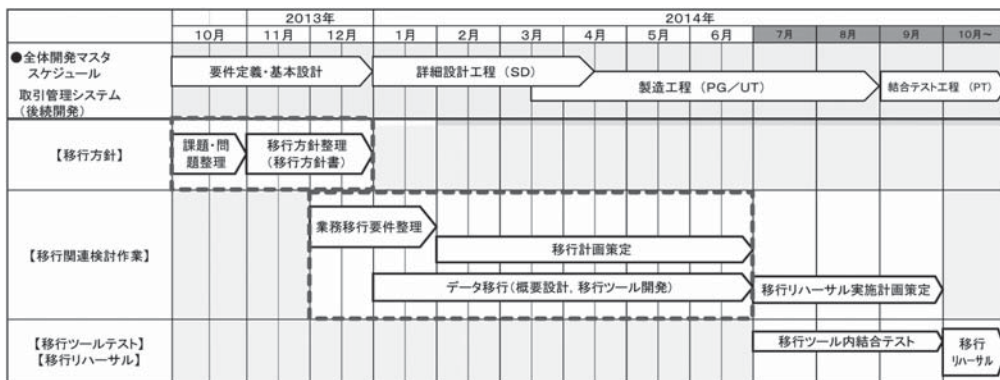 2013年
2014年
10月
11月
12月
1月
2月
3月
4月
5月
6月
7月
8月
9月
10月～
●全体開発マスタ
スケジュール
取引管理システム
（後続開発）
要件定義・基本設計
詳細設計工程（SD）
製造工程（PG／UT）
結合テスト工程（PT）
【移行方針】
課題・問
題整理
移行方針整理
（移行方針書）
【移行関連検討作業】
業務移行要件整理
移行計画策定
データ移行（概要設計，移行ツール開発）
移行リハーサル実施計画策定
【移行ツールテスト】
【移行リハーサル】
移行ツール内結合テスト
移行
リハーサル